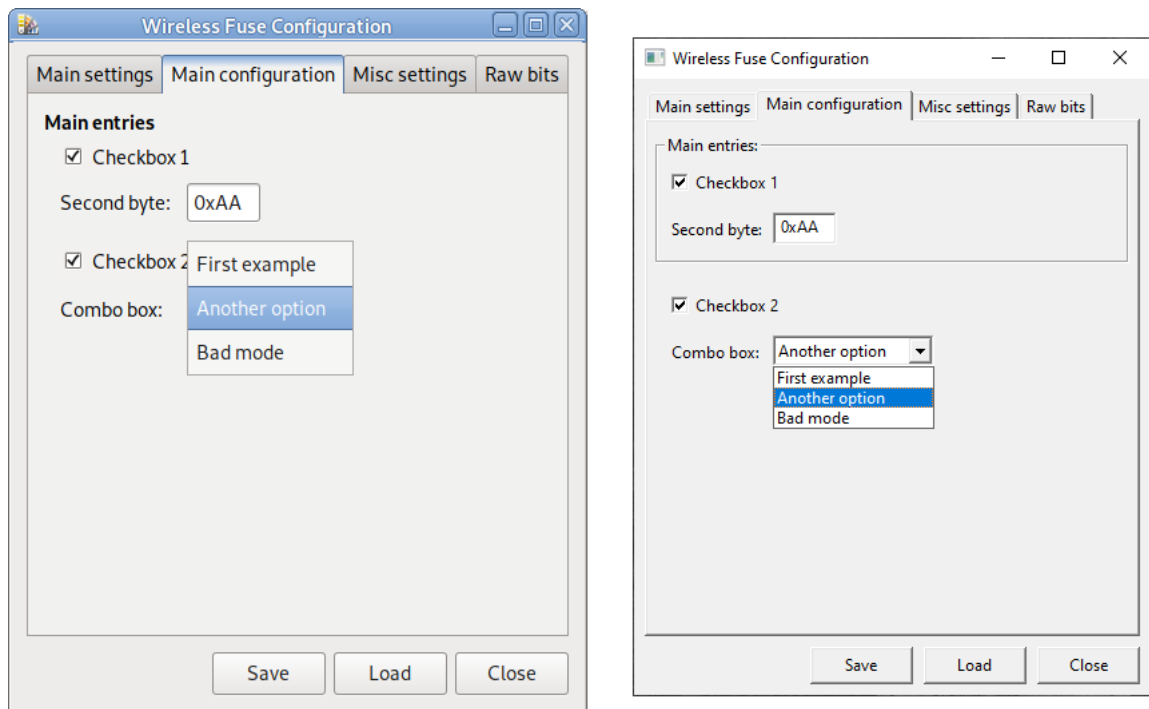 Wireless Fuse Configuration
Main settings Main configuration Misc settings Raw bits
Main entries
Checkbox 1
Second byte: 0xAA
Checkbox 2
First example
Combo box: Another option
Bad mode
Save Load Close
Wireless Fuse Configuration
Main settings Main configuration Misc settings Raw bits
Main entries:
Checkbox 1
Second byte: 0xAA
Checkbox 2
Combo box: Another option
First example
Another option
Bad mode
Save Load Close